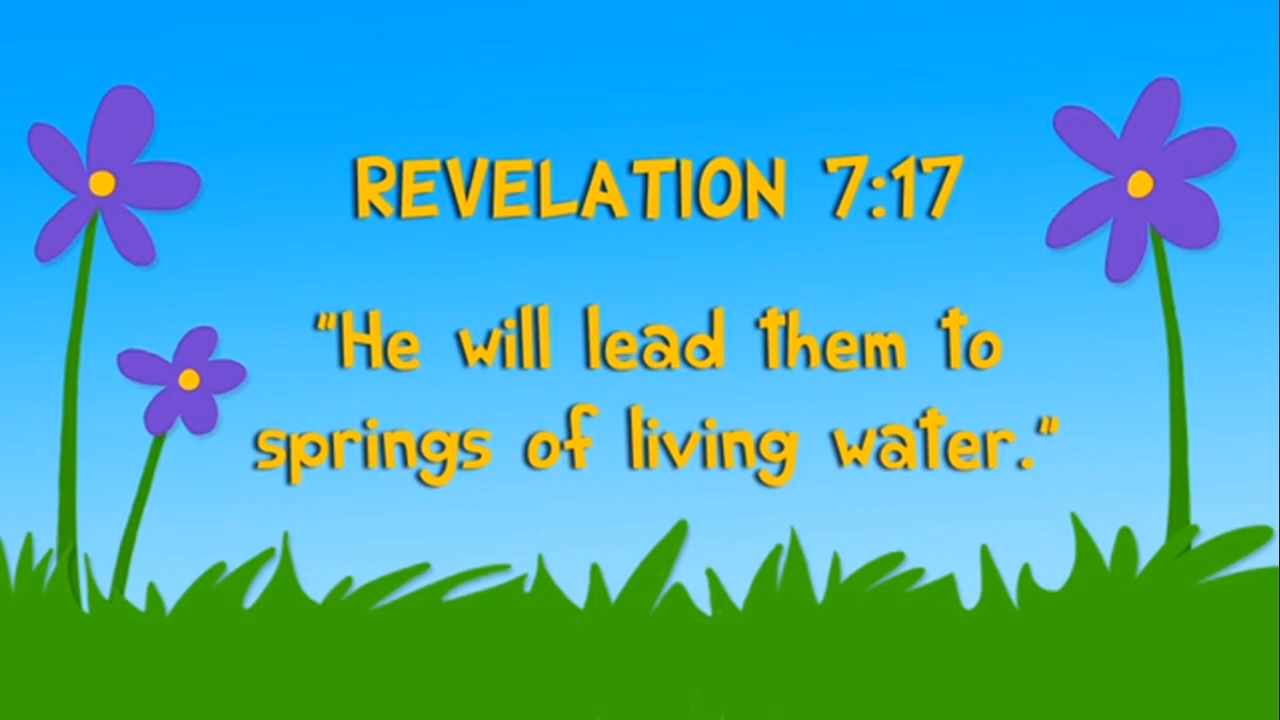 REVELATION 7:17
"He will lead them to
springs of living water."